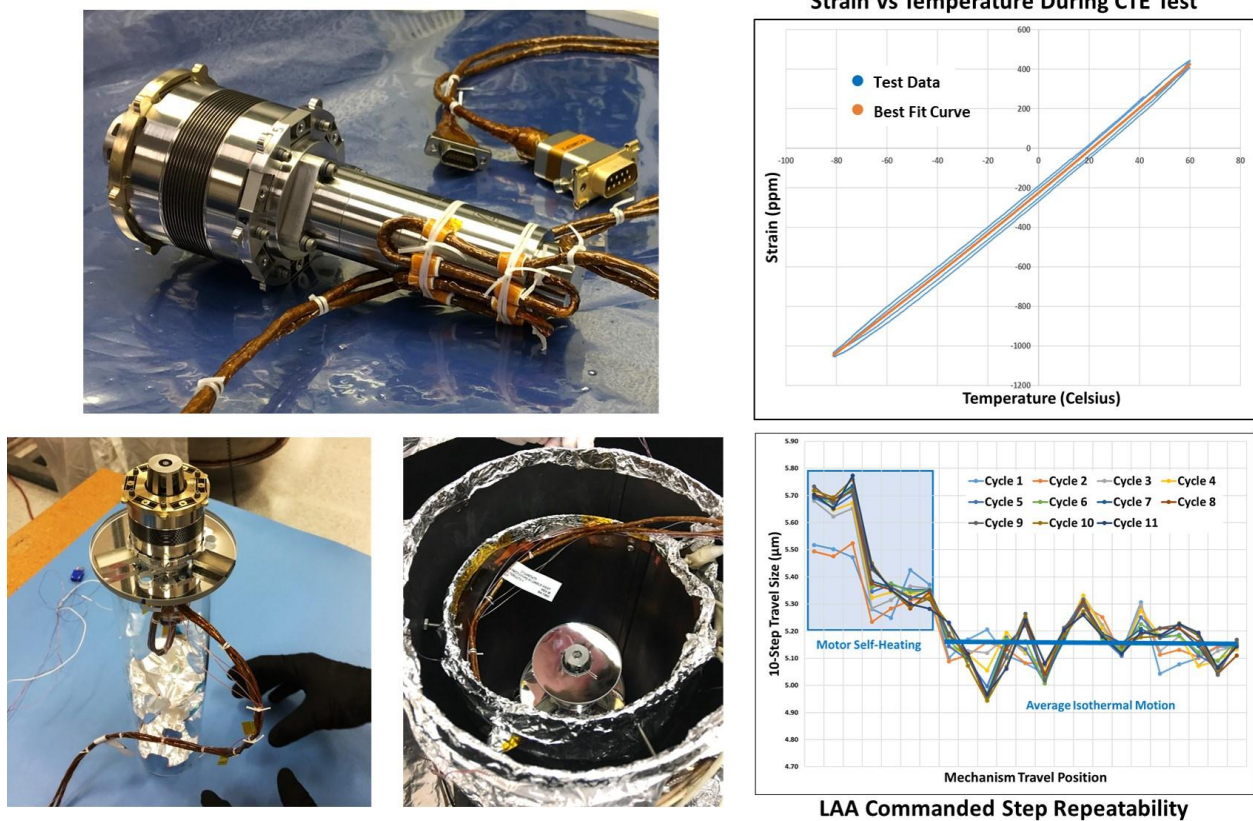 Strain vs Temperature During CTE Test
600
400
200
0
-200
-400
-600
-800
-1000
-1200
-100
-80
-60
-40
-20
0
20
40
60
80
Test Data
Best Fit Curve
Strain (ppm)
Temperature (Celsius)
5.90
5.80
5.70
5.60
5.50
5.40
5.30
5.20
5.10
5.00
4.90
4.80
4.70
10-Step Travel Size (µm)
Cycle 1 Cycle 2 Cycle 3 Cycle 4
Cycle 5 Cycle 6 Cycle 7 Cycle 8
Cycle 9 Cycle 10 Cycle 11
Motor Self-Heating
Average Isothermal Motion
Mechanism Travel Position
LAA Commanded Step Repeatability